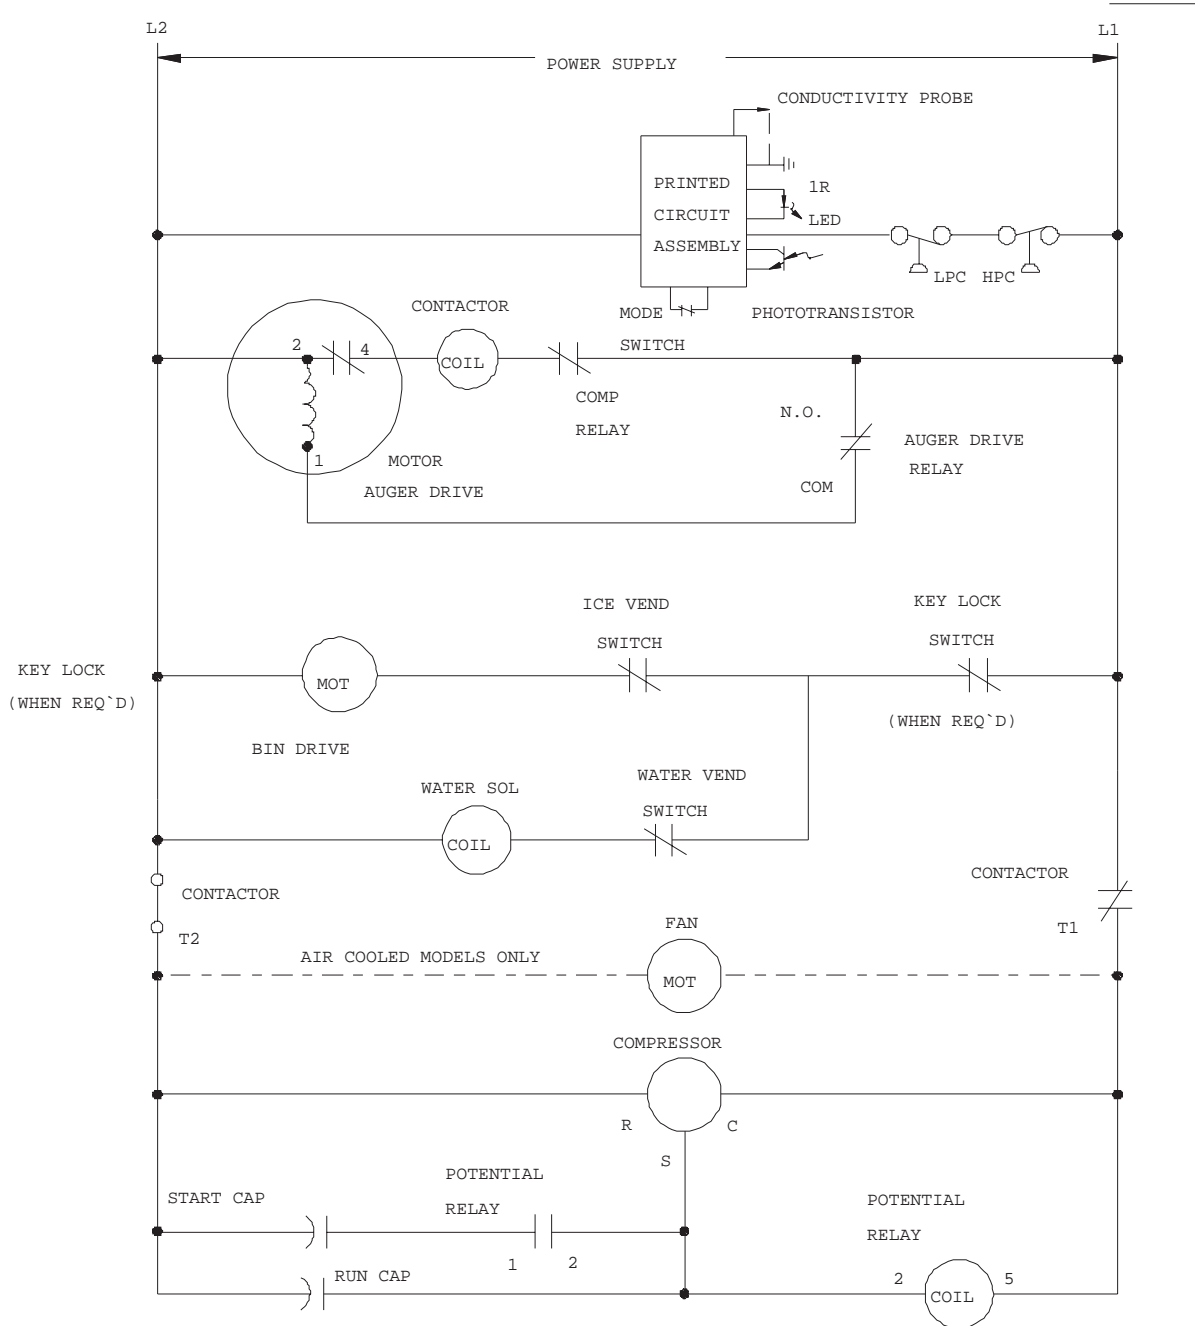 L2
L1
POWER SUPPLY
CONDUCTIVITY PROBE
PRINTED
1R
CIRCUIT
LED
ASSEMBLY
LPC HPC
MODE
PHOTOTRANSISTOR
CONTACTOR
SWITCH
2
4
COIL
COMP
RELAY
N.O.
AUGER DRIVE
RELAY
1
MOTOR
AUGER DRIVE
COM
ICE VEND
KEY LOCK
SWITCH
SWITCH
KEY LOCK
(WHEN REQ`D)
MOT
(WHEN REQ`D)
BIN DRIVE
WATER VEND
WATER SOL
SWITCH
COIL
CONTACTOR
CONTACTOR
T2
FAN
T1
AIR COOLED MODELS ONLY
MOT
COMPRESSOR
R
C
S
POTENTIAL
START CAP
RELAY
POTENTIAL
RELAY
1
2
RUN CAP
2
5
COIL